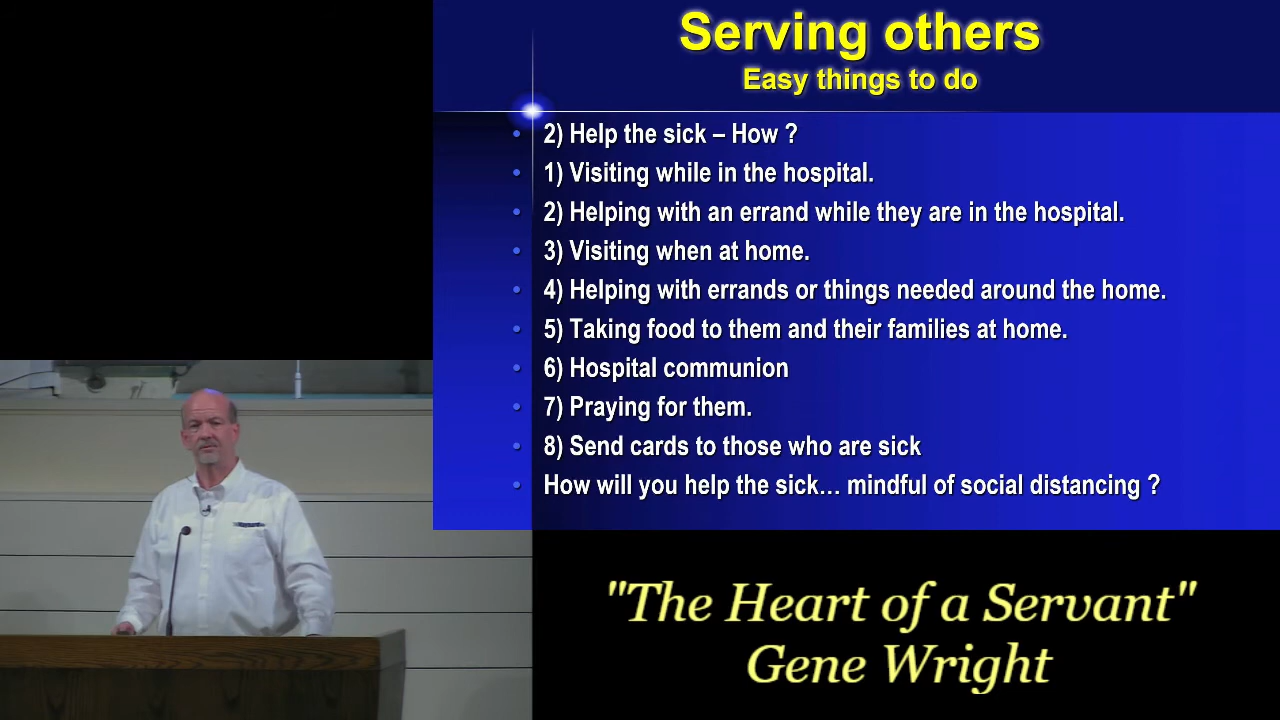 Serving others
Easy things to do
• 2) Help the sick – How ?
• 1) Visiting while in the hospital.
• 2) Helping with an errand while they are in the hospital.
• 3) Visiting when at home.
• 4) Helping with errands or things needed around the home.
• 5) Taking food to them and their families at home.
• 6) Hospital communion
• 7) Praying for them.
• 8) Send cards to those who are sick
• How will you help the sick… mindful of social distancing ?
"The Heart of a Servant"
Gene Wright